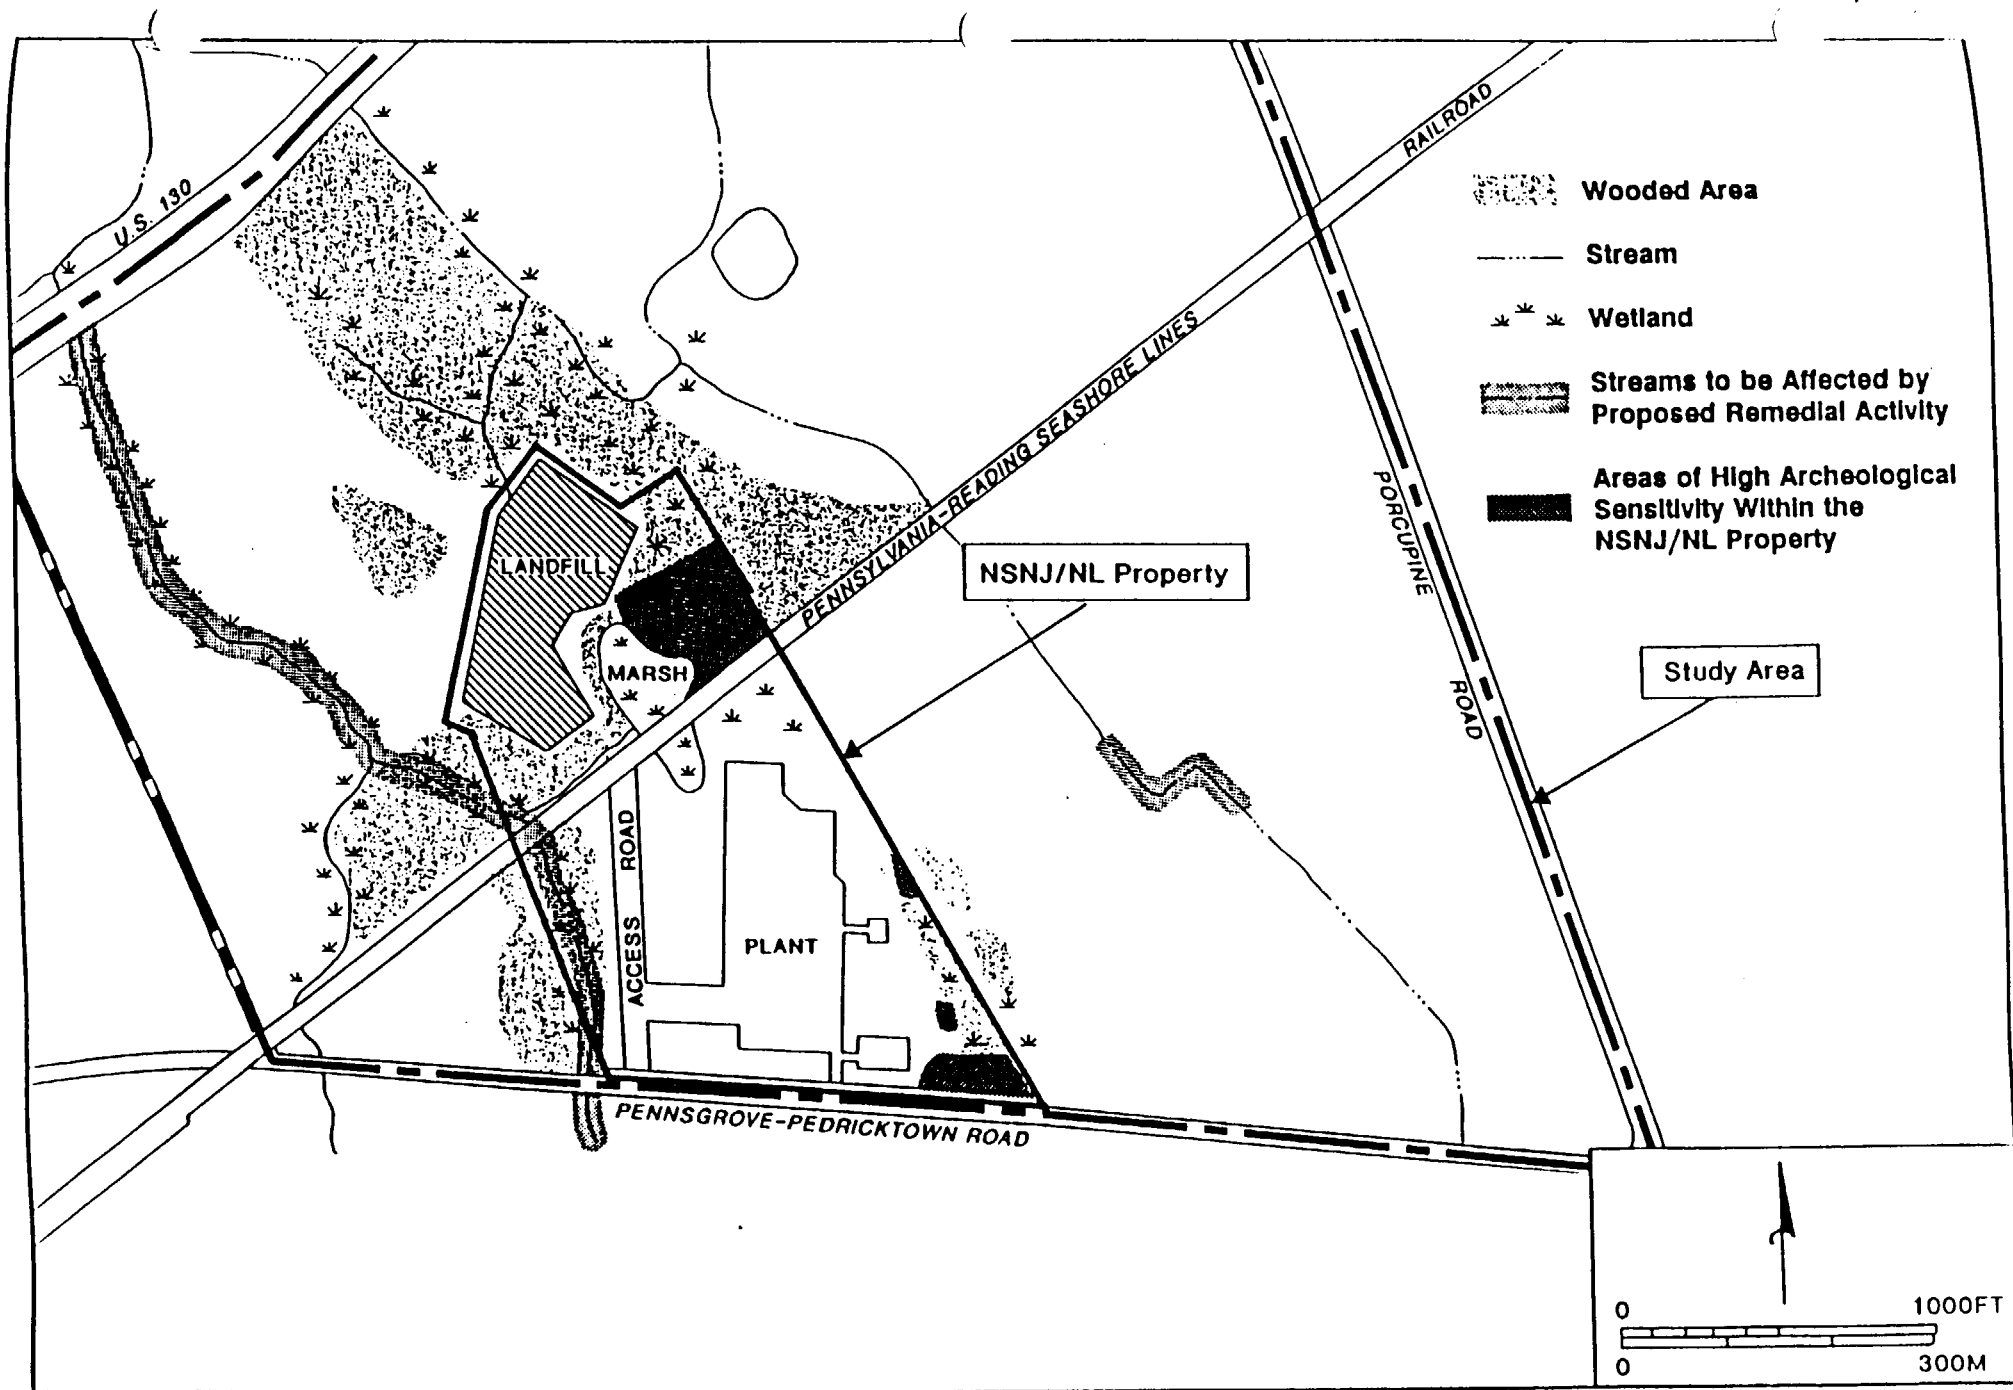 U.S. 130
RAILROAD
PENNSYLVANIA-READING SEASHORE LINES
Wooded Area
Stream
Wetland
Streams to be Affected by
Proposed Remedial Activity
Areas of High Archeological
Sensitivity Within the
NSNJ/NL Property
PORCUPINE
ROAD
NSNJ/NL Property
Study Area
LANDFILL
MARSH
ACCESS ROAD
PLANT
PENNSGROVE-PEDRICKTOWN ROAD
0 1000FT
0 300M